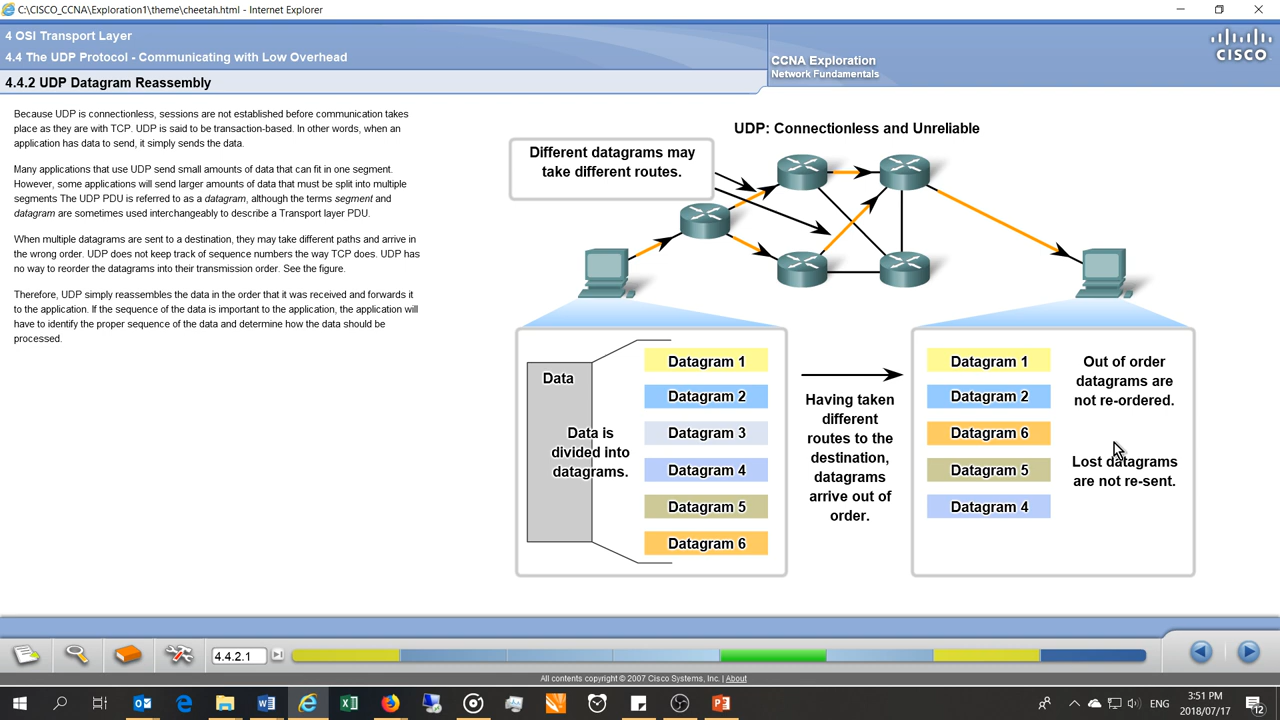 C:\CISCO_CCNA\Exploration1\theme\cheetah.html - Internet Explorer
4 OSI Transport Layer
4.4 The UDP Protocol - Communicating with Low Overhead
4.4.2 UDP Datagram Reassembly
CCNA Exploration
Network Fundamentals
CISCO
Because UDP is connectionless, sessions are not established before communication takes
place as they are with TCP. UDP is said to be transaction-based. In other words, when an
application has data to send, it simply sends the data.
Many applications that use UDP send small amounts of data that can fit in one segment.
However, some applications will send larger amounts of data that must be split into multiple
segments The UDP PDU is referred to as a datagram, although the terms segment and
datagram are sometimes used interchangeably to describe a Transport layer PDU.
When multiple datagrams are sent to a destination, they may take different paths and arrive in
the wrong order. UDP does not keep track of sequence numbers the way TCP does. UDP has
no way to reorder the datagrams into their transmission order. See the figure.
Therefore, UDP simply reassembles the data in the order that it was received and forwards it
to the application. If the sequence of the data is important to the application, the application will
have to identify the proper sequence of the data and determine how the data should be
processed.
UDP: Connectionless and Unreliable
Different datagrams may
take different routes.
Data
Data is
divided into
datagrams.
Datagram 1
Datagram 2
Datagram 3
Datagram 4
Datagram 5
Datagram 6
Having taken
different
routes to the
destination,
datagrams
arrive out of
order.
Datagram 1
Datagram 2
Datagram 6
Datagram 5
Datagram 4
Out of order
datagrams are
not re-ordered.
Lost datagrams
are not re-sent.
4.4.2.1
All contents copyright © 2007 Cisco Systems, Inc. | About
3:51 PM
2018/07/17
12